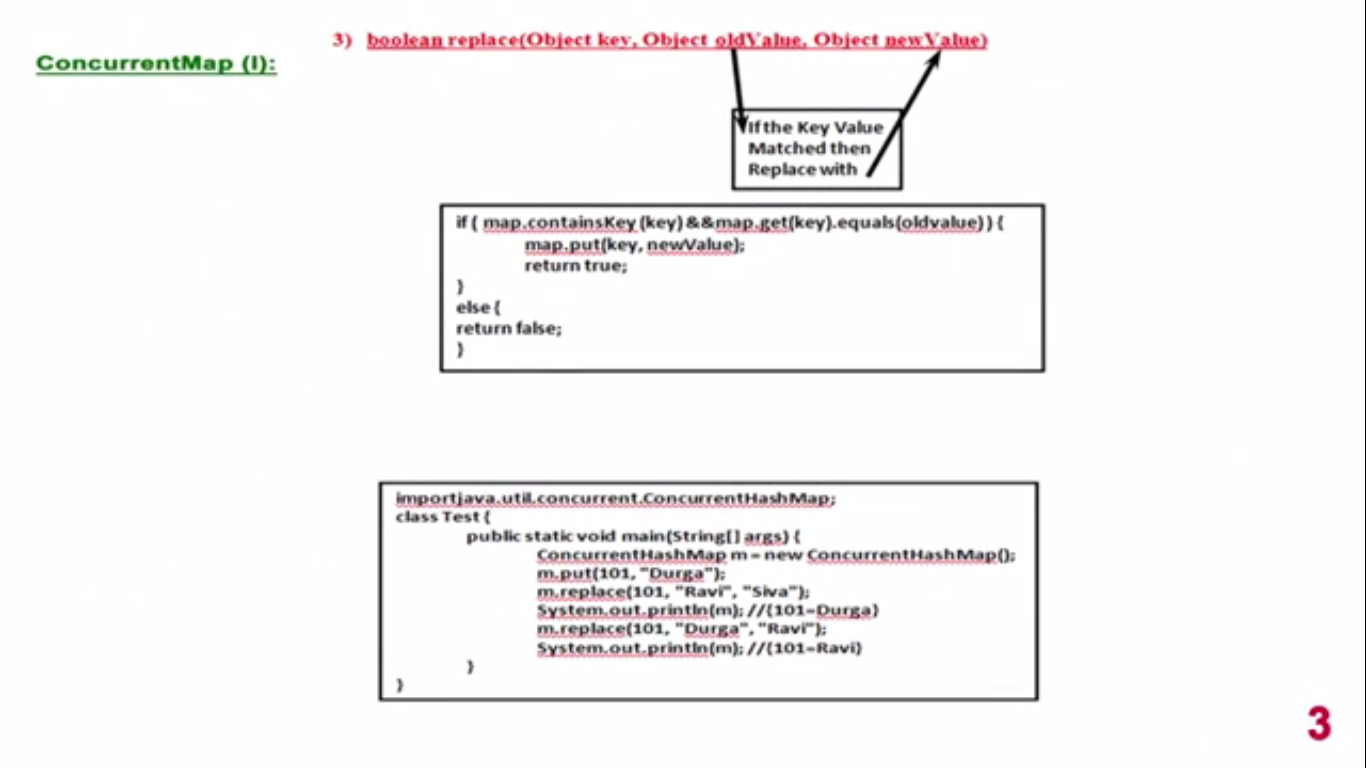 3) boolean replace(Object key, Object oldValue, Object newValue)
ConcurrentMap (I):
If the Key Value
Matched then
Replace with
if ( map.containsKey (key) &&map.get(key).equals(oldvalue) ) {
map.put(key, newValue);
return true;
}
else {
return false;
}
importjava.util.concurrent.ConcurrentHashMap;
class Test {
public static void main(String[] args) {
ConcurrentHashMap m = new ConcurrentHashMap();
m.put(101, "Durga");
m.replace(101, "Ravi", "Siva");
System.out.println(m); //{101=Durga}
m.replace(101, "Durga", "Ravi");
System.out.println(m); //{101=Ravi}
}
}
3